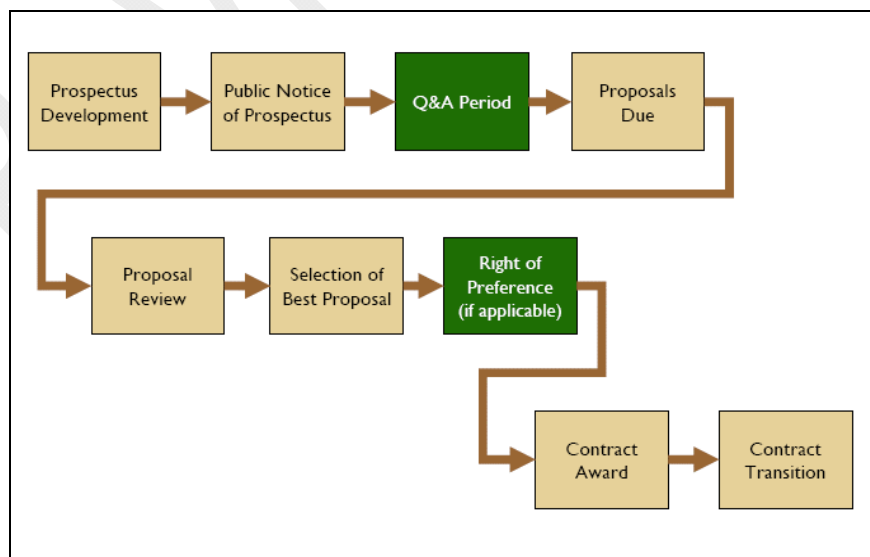 Prospectus
Development
Public Notice
of Prospectus
Q&A Period
Proposals
Due
Proposal
Review
Selection of
Best Proposal
Right of
Preference
(if applicable)
Contract
Award
Contract
Transition